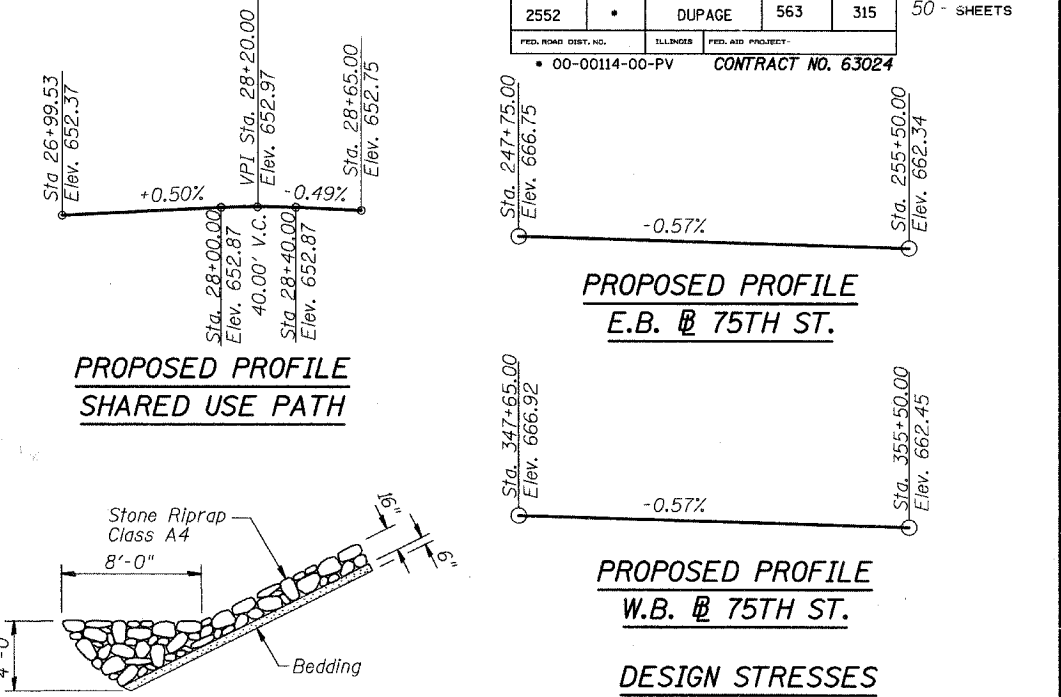 2552 • DUPAGE 563 315
50 - SHEETS
FED. ROAD DIST. NO. ILLINOIS FED. AID PROJECT-
• 00-00114-00-PV CONTRACT NO. 63024
Sta 26+99.53
Elev. 652.37
+0.50%
VPI Sta. 28+20.00
Elev. 652.97
-0.49%
Sta. 28+65.00
Elev. 652.75
Sta. 28+00.00
Elev. 652.87
40.00' V.C.
Sta 28+40.00
Elev. 652.87
PROPOSED PROFILE
SHARED USE PATH
Sta. 247+75.00
Elev. 666.75
-0.57%
Sta. 255+50.00
Elev. 662.34
PROPOSED PROFILE
E.B. ⅊ 75TH ST.
Sta. 347+65.00
Elev. 666.92
-0.57%
Sta. 355+50.00
Elev. 662.45
PROPOSED PROFILE
W.B. ⅊ 75TH ST.
Stone Riprap
Class A4
8'-0"
16"
6"
4'-0"
Bedding
DESIGN STRESSES